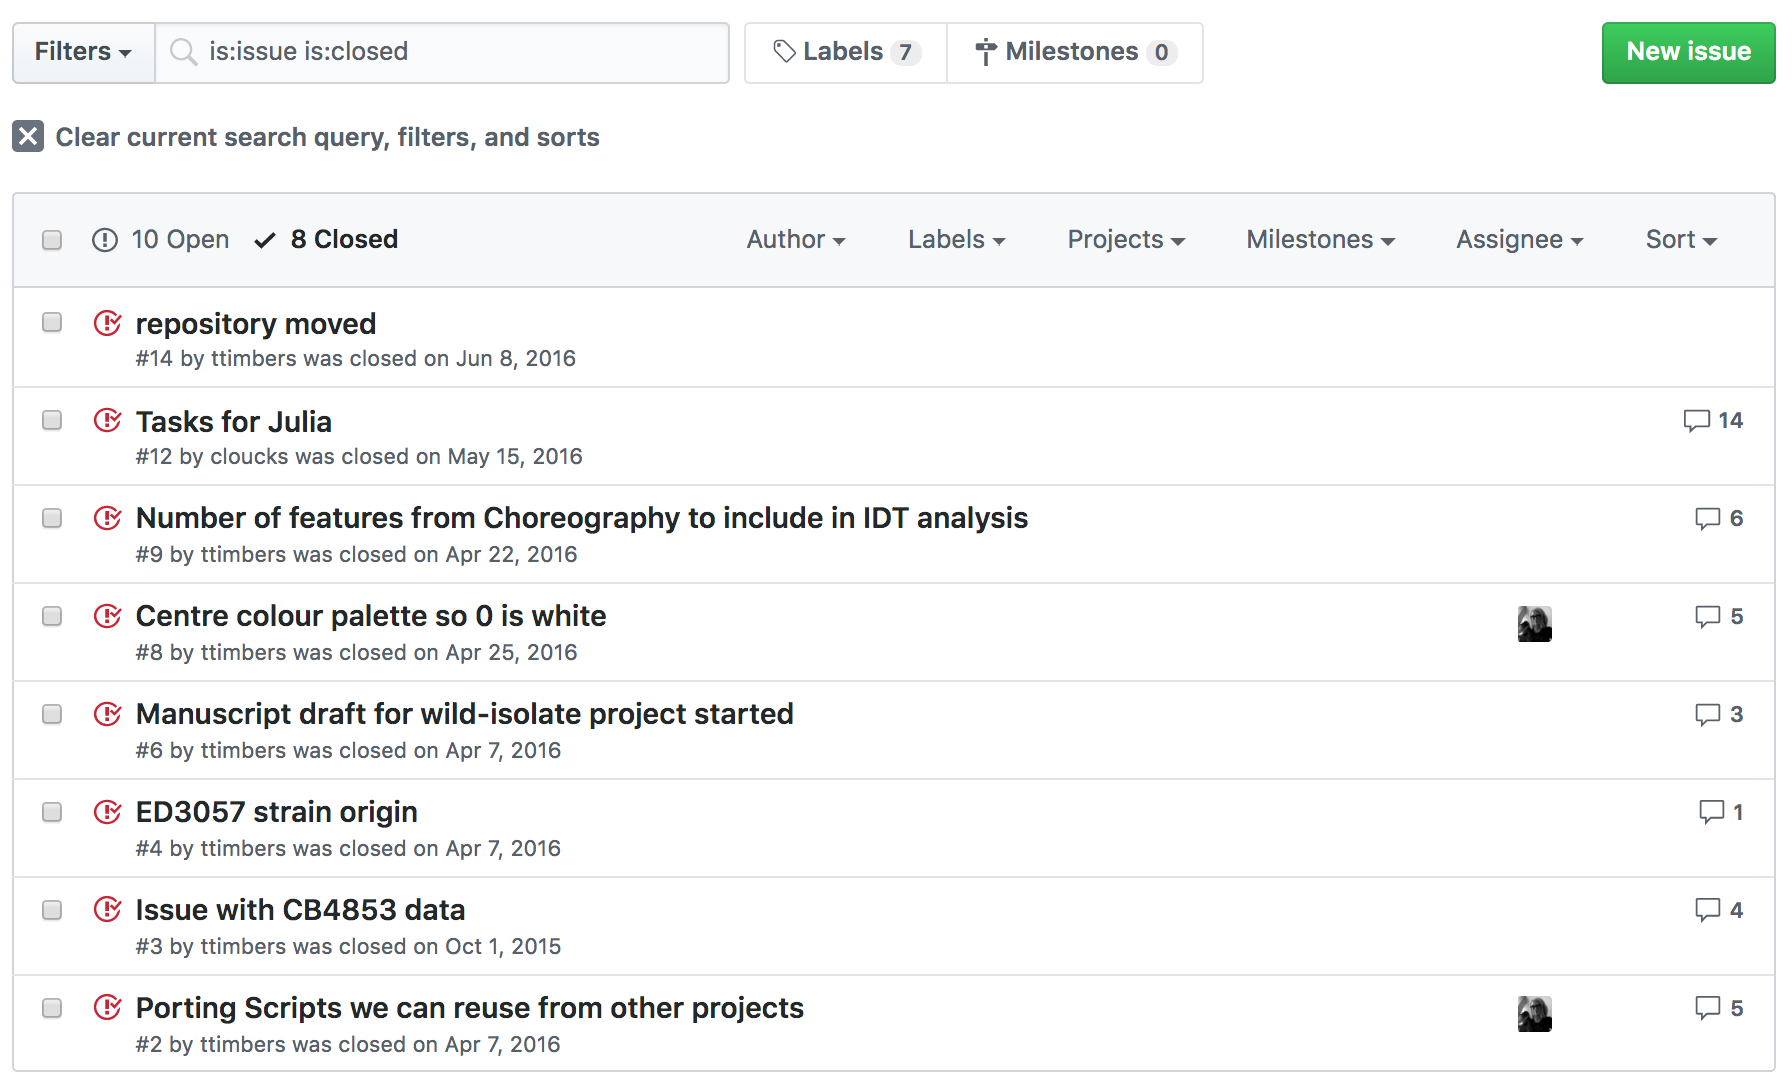 Filters is:issue is:closed Labels 7 Milestones 0 New issue
Clear current search query, filters, and sorts
10 Open 8 Closed Author Labels Projects Milestones Assignee Sort
repository moved
#14 by ttimbers was closed on Jun 8, 2016
Tasks for Julia 14
#12 by cloucks was closed on May 15, 2016
Number of features from Choreography to include in IDT analysis 6
#9 by ttimbers was closed on Apr 22, 2016
Centre colour palette so 0 is white 5
#8 by ttimbers was closed on Apr 25, 2016
Manuscript draft for wild-isolate project started 3
#6 by ttimbers was closed on Apr 7, 2016
ED3057 strain origin 1
#4 by ttimbers was closed on Apr 7, 2016
Issue with CB4853 data 4
#3 by ttimbers was closed on Oct 1, 2015
Porting Scripts we can reuse from other projects 5
#2 by ttimbers was closed on Apr 7, 2016